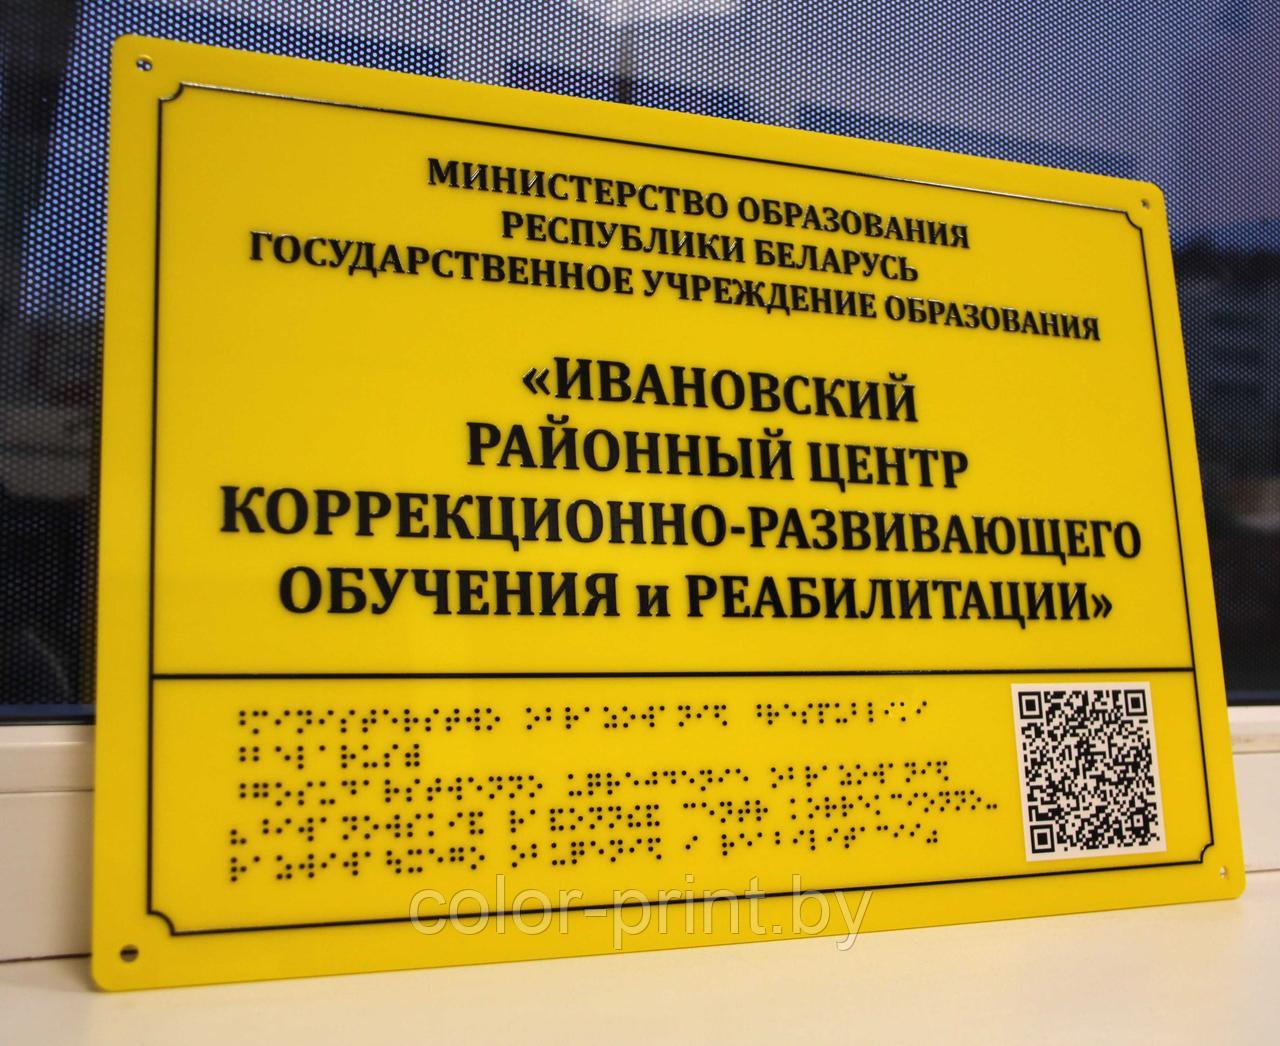 МИНИСТЕРСТВО ОБРАЗОВАНИЯ
РЕСПУБЛИКИ БЕЛАРУСЬ
ГОСУДАРСТВЕННОЕ УЧРЕЖДЕНИЕ ОБРАЗОВАНИЯ
«ИВАНОВСКИЙ
РАЙОННЫЙ ЦЕНТР
КОРРЕКЦИОННО-РАЗВИВАЮЩЕГО
ОБУЧЕНИЯ и РЕАБИЛИТАЦИИ»
color-print.by